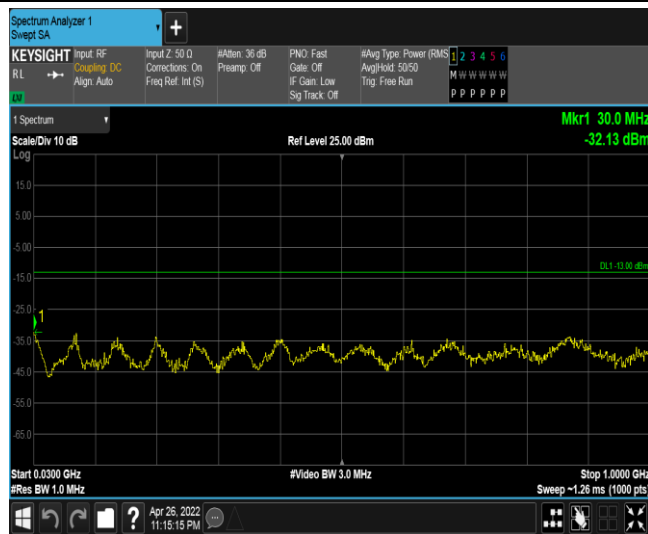 Spectrum Analyzer 1
Swept SA
+
KEYSIGHT Input: RF Input Z: 50 Ω #Atten: 36 dB PNO: Fast #Avg Type: Power (RMS 1 2 3 4 5 6
RL Coupling: DC Corrections: On Preamp: Off Gate: Off Avg|Hold: 50/50 M W W W W W
Align: Auto Freq Ref: Int (S) IF Gain: Low Trig: Free Run
Sig Track: Off P P P P P P
1 Spectrum Mkr1 30.0 MHz
Scale/Div 10 dB Ref Level 25.00 dBm -32.13 dBm
Log
15.0
5.00
-5.00
DL1 -13.00 dBm
-15.0
-25.0
1
-35.0
-45.0
-55.0
-65.0
Start 0.0300 GHz #Video BW 3.0 MHz Stop 1.0000 GHz
#Res BW 1.0 MHz Sweep ~1.26 ms (1000 pts)
? Apr 26, 2022
11:15:15 PM